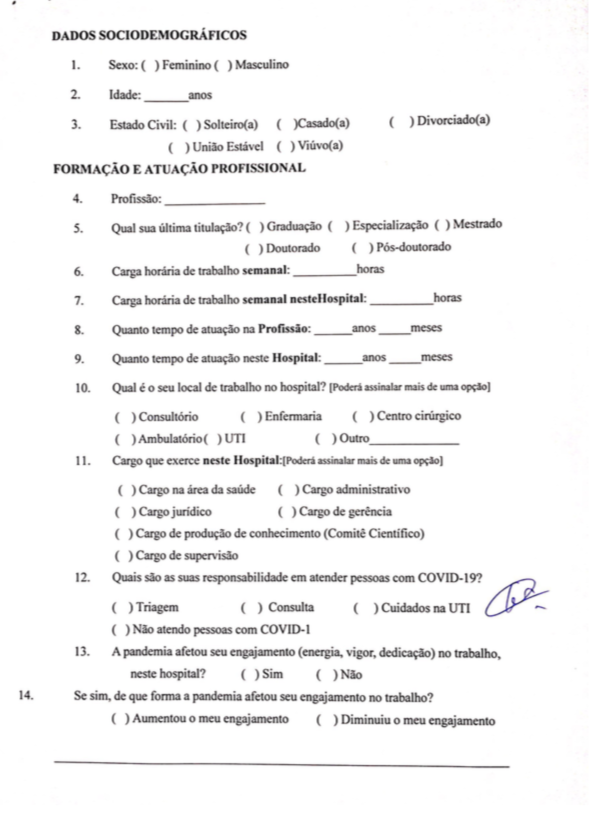 DADOS SOCIODEMOGRÁFICOS
1. Sexo: ( ) Feminino ( ) Masculino
2. Idade: _______anos
3. Estado Civil: ( ) Solteiro(a) ( )Casado(a) ( ) Divorciado(a)
( ) União Estável ( ) Viúvo(a)
FORMAÇÃO E ATUAÇÃO PROFISSIONAL
4. Profissão: ________________
5. Qual sua última titulação? ( ) Graduação ( ) Especialização ( ) Mestrado
( ) Doutorado ( ) Pós-doutorado
6. Carga horária de trabalho semanal: __________horas
7. Carga horária de trabalho semanal nesteHospital: __________horas
8. Quanto tempo de atuação na Profissão: ______anos _____meses
9. Quanto tempo de atuação neste Hospital: ______anos _____meses
10. Qual é o seu local de trabalho no hospital? [Poderá assinalar mais de uma opção]
( ) Consultório ( ) Enfermaria ( ) Centro cirúrgico
( ) Ambulatório( ) UTI ( ) Outro______________
11. Cargo que exerce neste Hospital:[Poderá assinalar mais de uma opção]
( ) Cargo na área da saúde ( ) Cargo administrativo
( ) Cargo jurídico ( ) Cargo de gerência
( ) Cargo de produção de conhecimento (Comitê Científico)
( ) Cargo de supervisão
12. Quais são as suas responsabilidade em atender pessoas com COVID-19?
( ) Triagem ( ) Consulta ( ) Cuidados na UTI
( ) Não atendo pessoas com COVID-1
13. A pandemia afetou seu engajamento (energia, vigor, dedicação) no trabalho,
neste hospital? ( ) Sim ( ) Não
14. Se sim, de que forma a pandemia afetou seu engajamento no trabalho?
( ) Aumentou o meu engajamento ( ) Diminuiu o meu engajamento